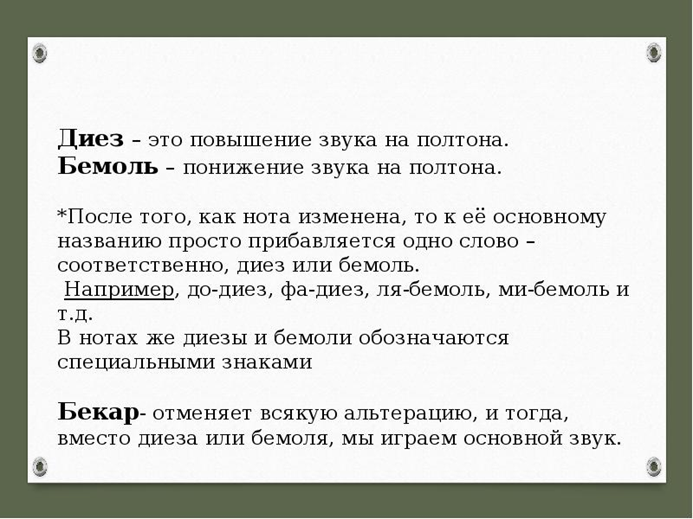 Диез – это повышение звука на полтона.
Бемоль – понижение звука на полтона.
*После того, как нота изменена, то к её основному
названию просто прибавляется одно слово –
соответственно, диез или бемоль.
Например, до-диез, фа-диез, ля-бемоль, ми-бемоль и
т.д.
В нотах же диезы и бемоли обозначаются
специальными знаками
Бекар- отменяет всякую альтерацию, и тогда,
вместо диеза или бемоля, мы играем основной звук.